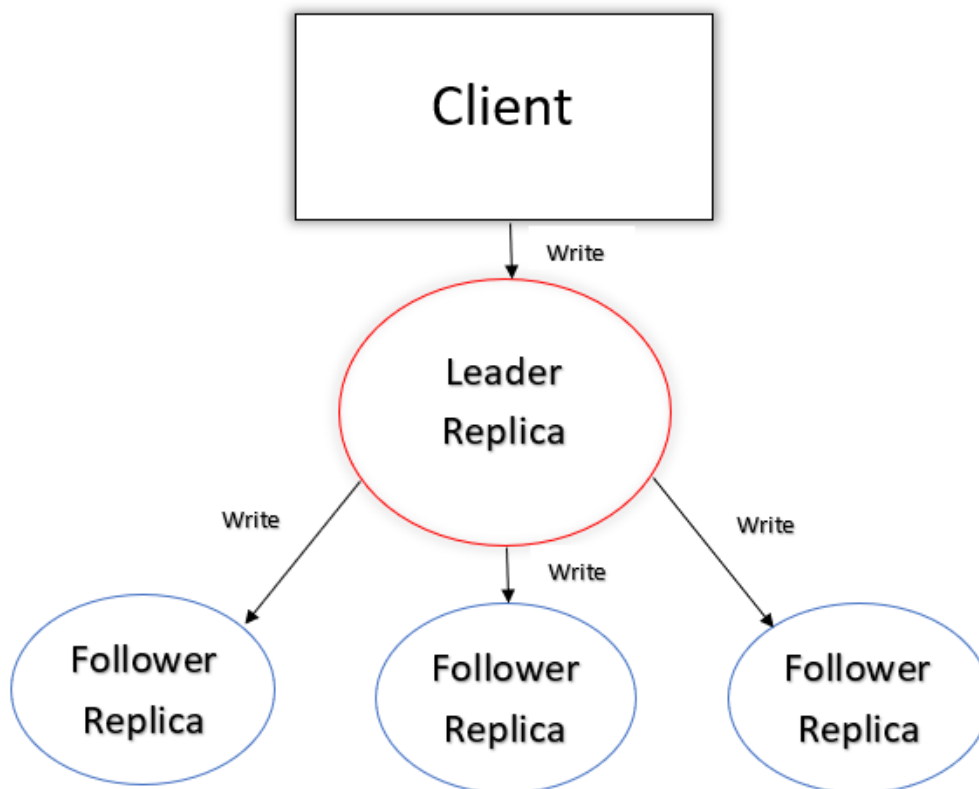 Client
Write
Leader
Replica
Write
Write
Write
Follower
Replica
Follower
Replica
Follower
Replica